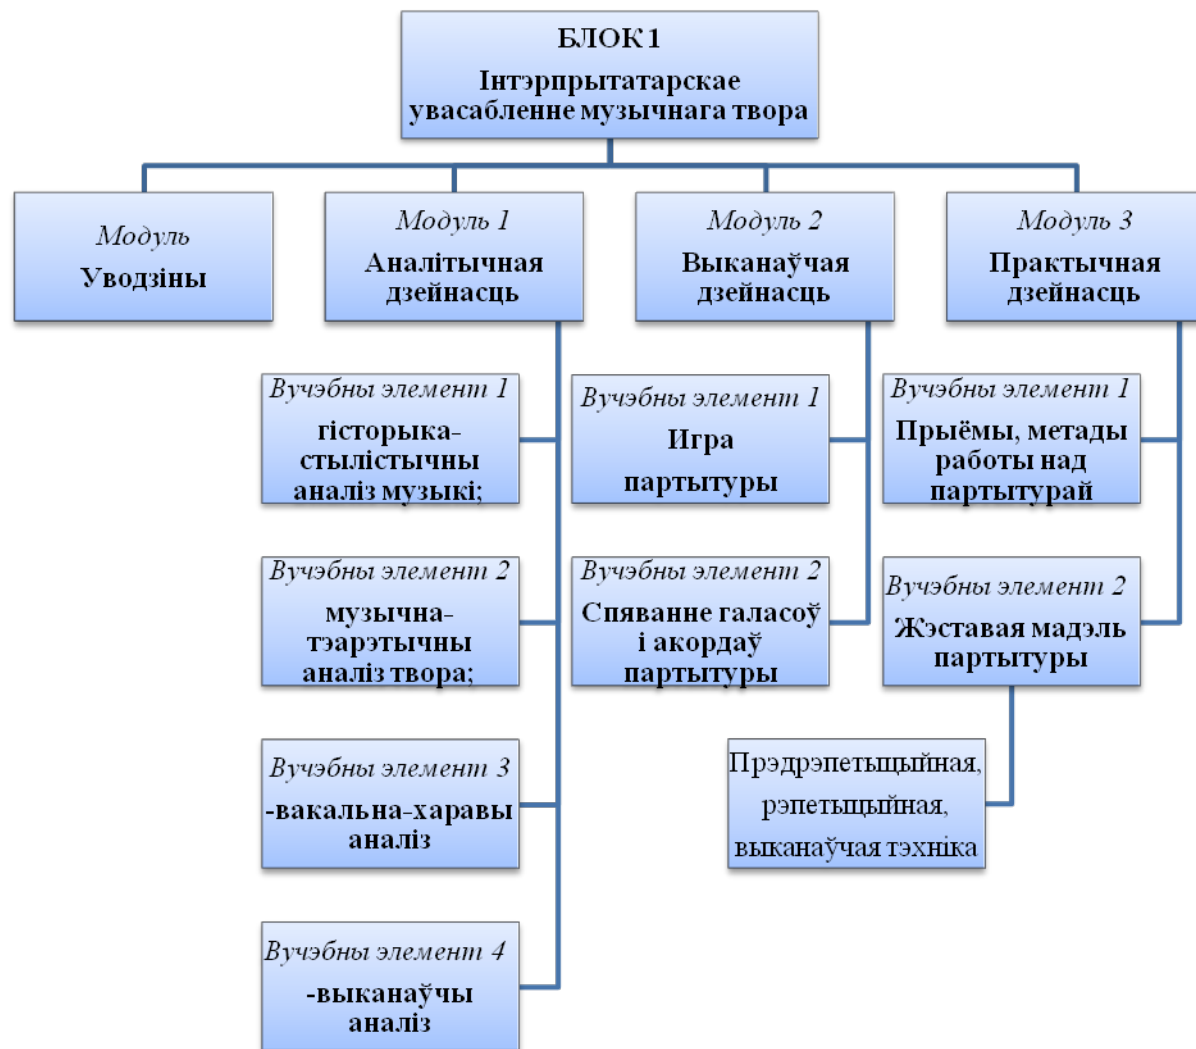 БЛОК 1
Інтэрпрытатарскае
увасабленне музычнага твора
Модуль
Уводзіны
Модуль 1
Аналітычная
дзейнасць
Модуль 2
Выканаўчая
дзейнасць
Модуль 3
Практычная
дзейнасць
Вучэбны элемент 1
гісторыка-
стылістычны
аналіз музыкі;
Вучэбны элемент 2
музычна-
тэарэтычны
аналіз твора;
Вучэбны элемент 3
-вакальна-харавы
аналіз
Вучэбны элемент 4
-выканаўчы
аналіз
Вучэбны элемент 1
Игра
партытуры
Вучэбны элемент 2
Спяванне галасоў
і акордаў
партытуры
Вучэбны элемент 1
Прыёмы, метады
работы над
партытурай
Вучэбны элемент 2
Жэставая мадэль
партытуры
Прэдрэпетьщыйная,
рэпетьщыйная,
выканаўчая тэхніка